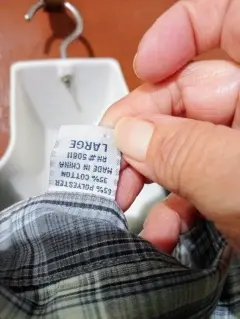 LARGE
RN# 50811
MADE IN CHINA
35% COTTON
65% POLYESTER